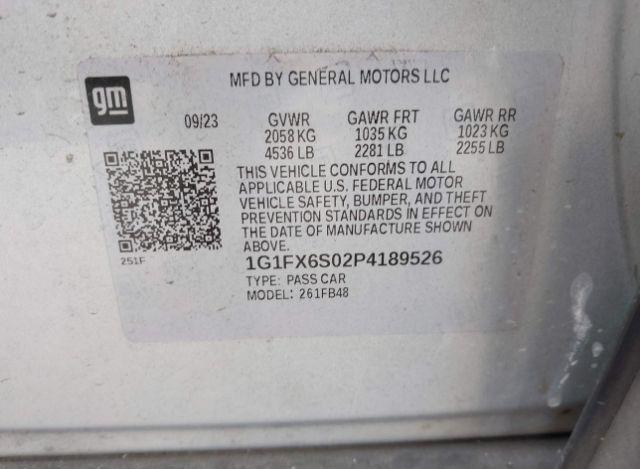 gm
MFD BY GENERAL MOTORS LLC
09/23 GVWR GAWR FRT GAWR RR
2058 KG 1035 KG 1023 KG
4536 LB 2281 LB 2255 LB
THIS VEHICLE CONFORMS TO ALL
APPLICABLE U.S. FEDERAL MOTOR
VEHICLE SAFETY, BUMPER, AND THEFT
PREVENTION STANDARDS IN EFFECT ON
THE DATE OF MANUFACTURE SHOWN
ABOVE.
251F
1G1FX6S02P4189526
TYPE: PASS CAR
MODEL: 261FB48